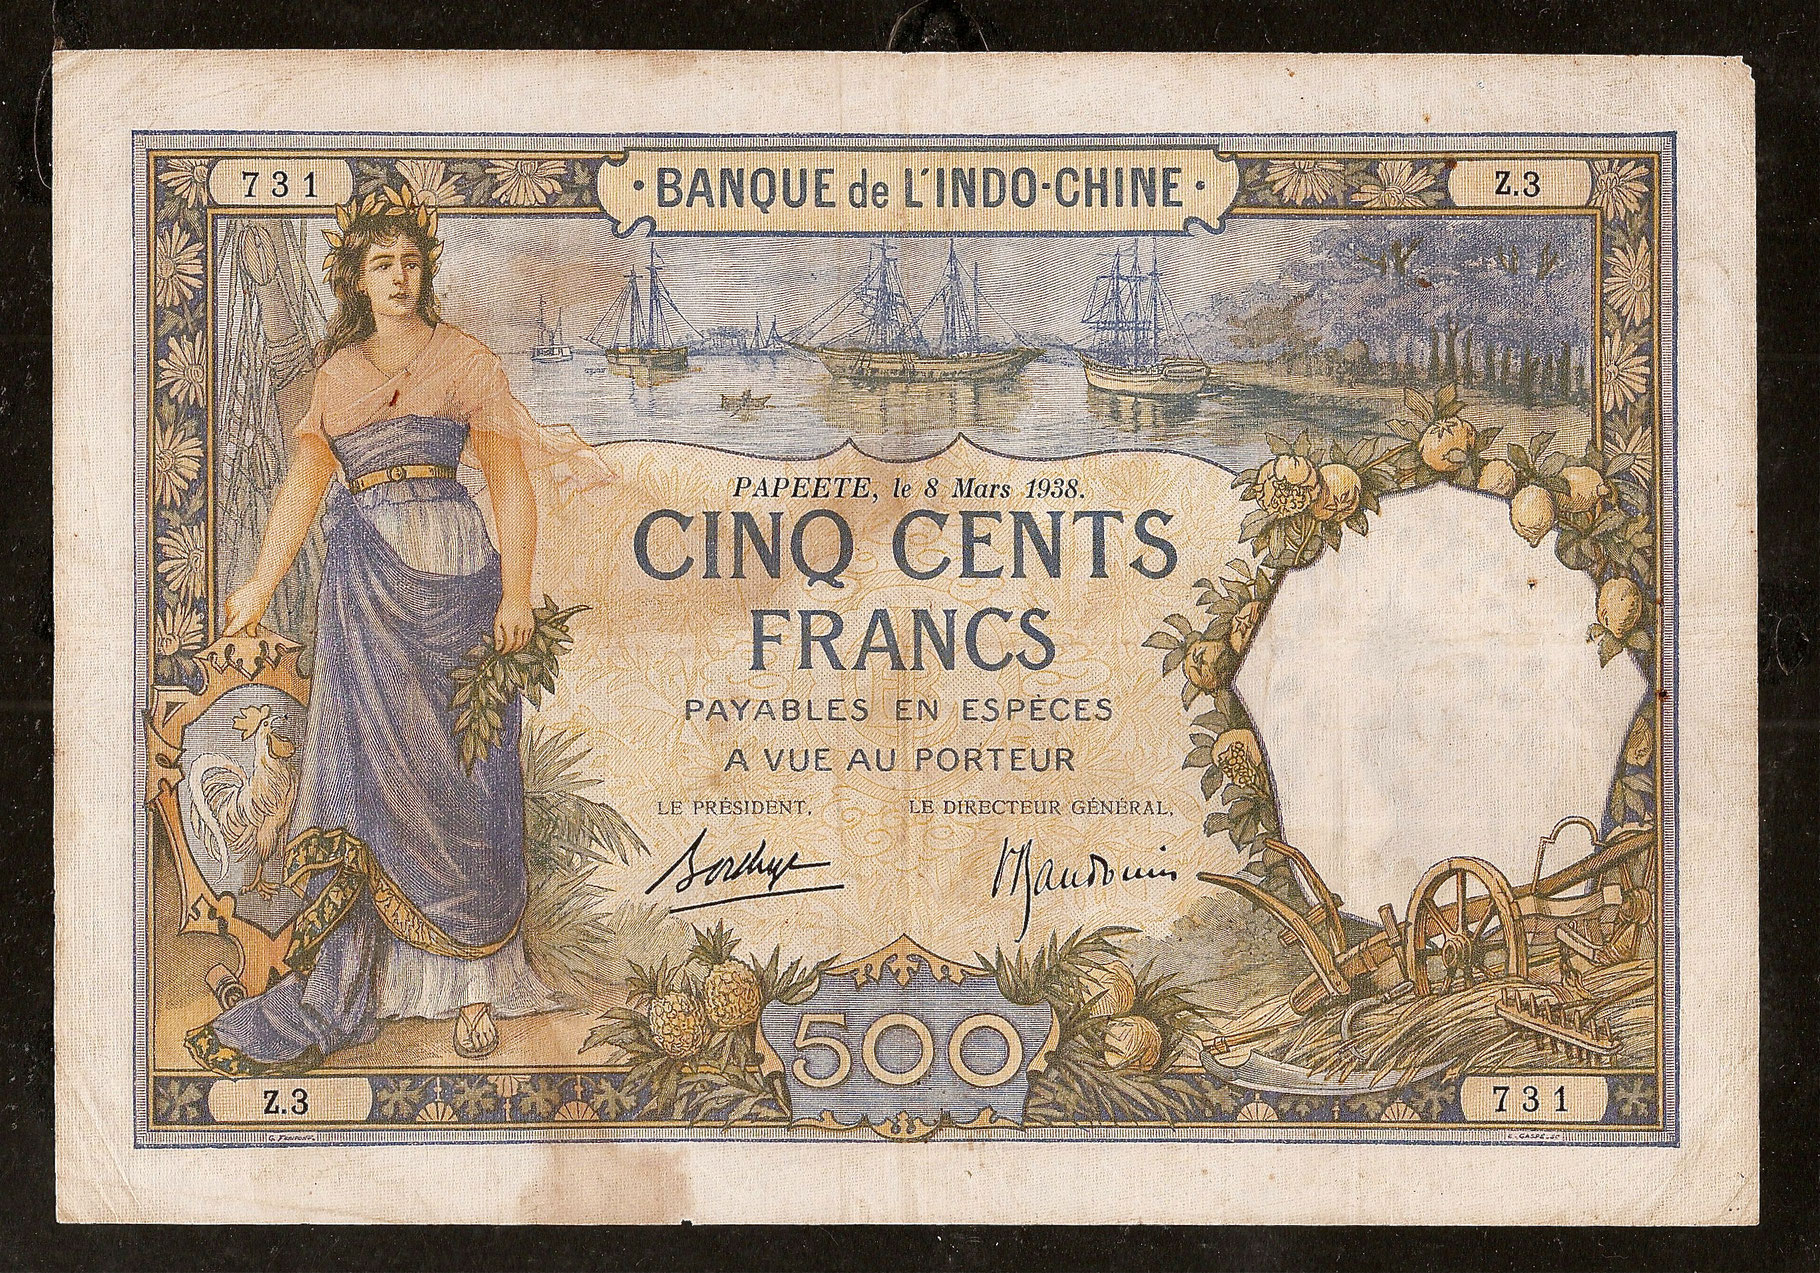 731
· BANQUE de L'INDO-CHINE ·
Z.3
PAPEETE, le 8 Mars 1938.
CINQ CENTS
FRANCS
PAYABLES EN ESPÈCES
A VUE AU PORTEUR
LE PRÉSIDENT, LE DIRECTEUR GÉNÉRAL,
500
Z.3
731